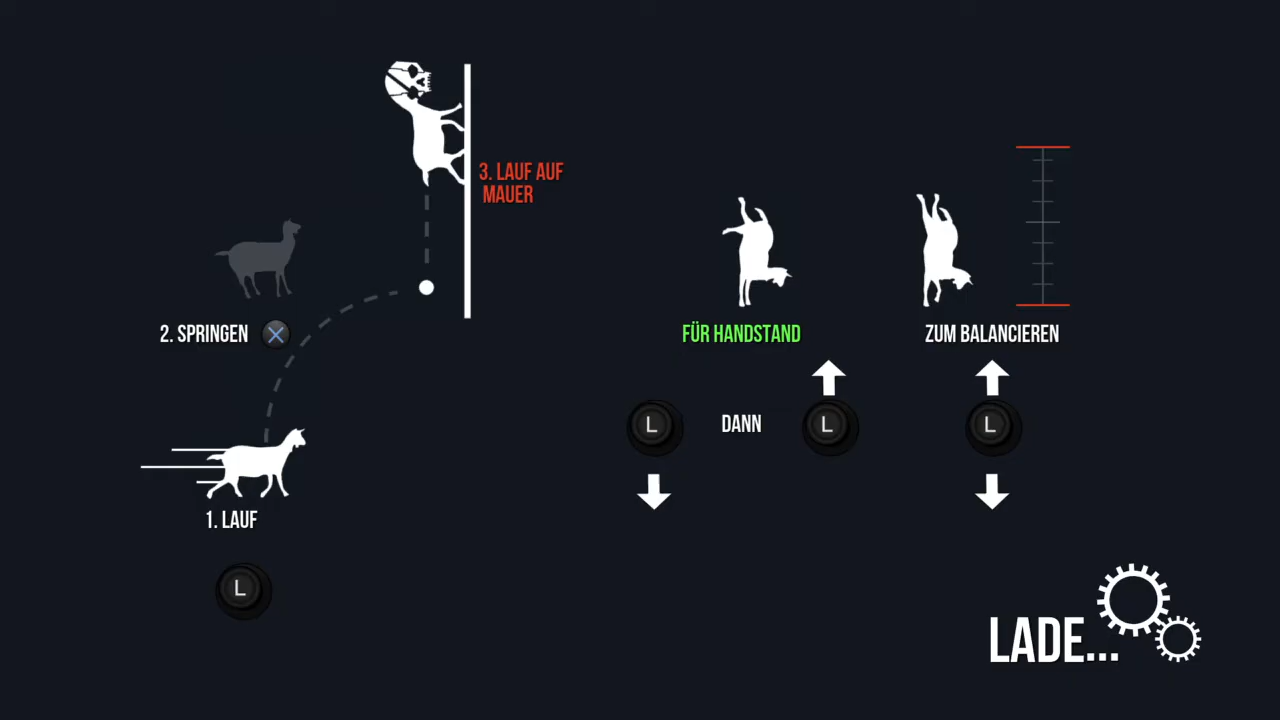 3. LAUF AUF
MAUER
2. SPRINGEN
FÜR HANDSTAND
ZUM BALANCIEREN
L
DANN
L
L
1. LAUF
L
LADE...